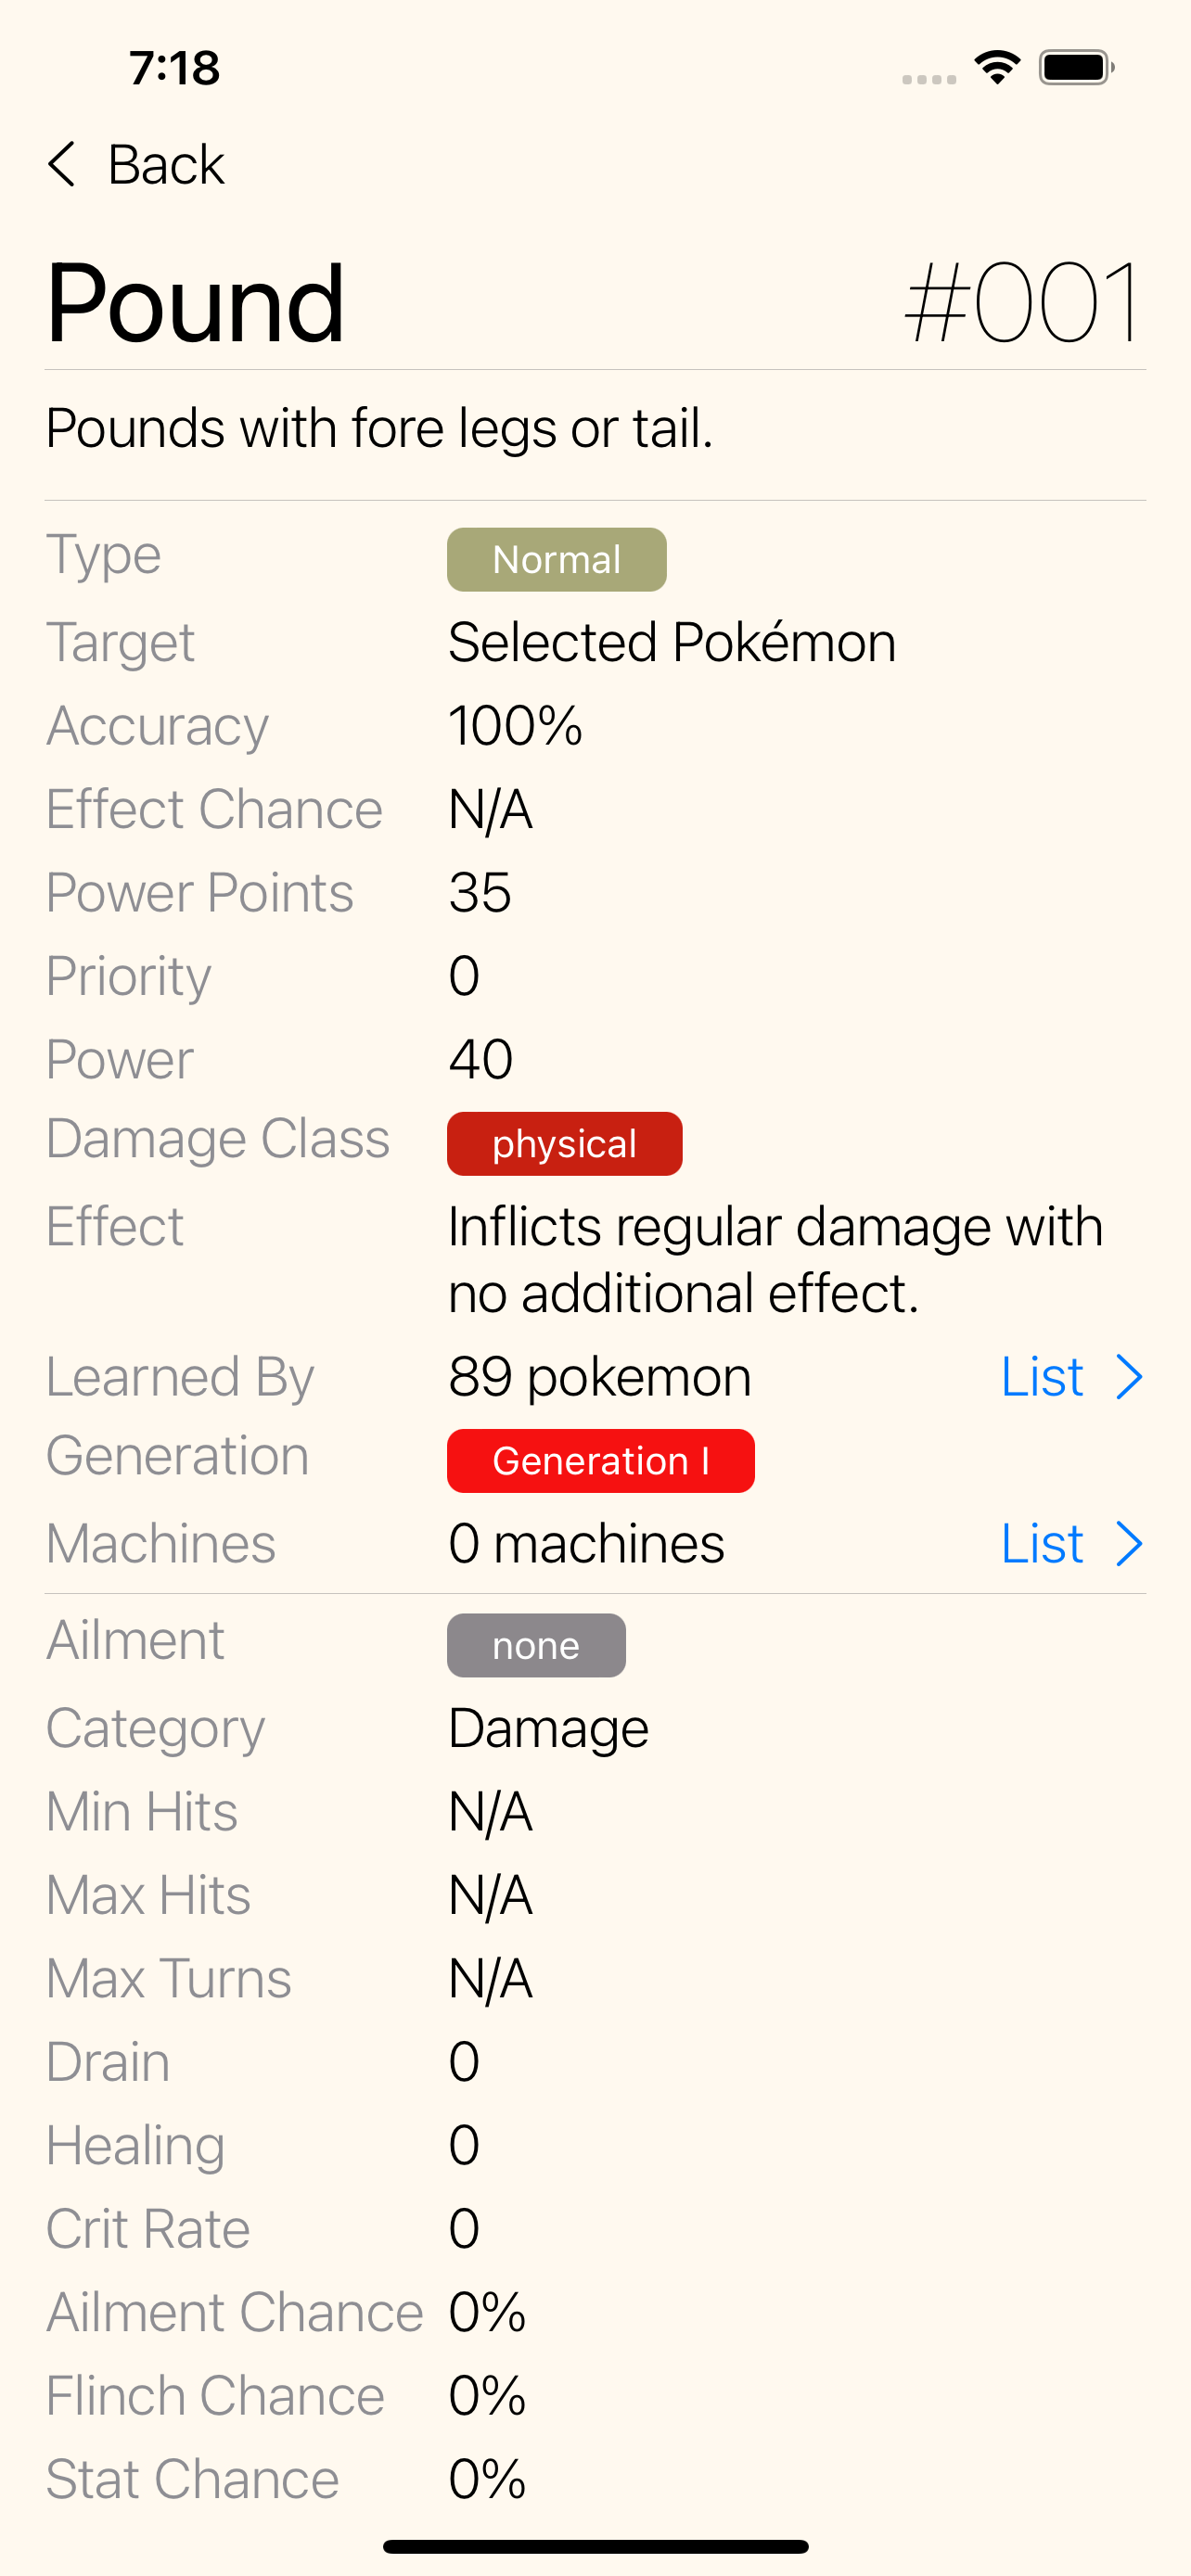 7:18
Back
Pound #001
Pounds with fore legs or tail.
Type Normal
Target Selected Pokémon
Accuracy 100%
Effect Chance N/A
Power Points 35
Priority 0
Power 40
Damage Class physical
Effect Inflicts regular damage with
no additional effect.
Learned By 89 pokemon List
Generation Generation I
Machines 0 machines List
Ailment none
Category Damage
Min Hits N/A
Max Hits N/A
Max Turns N/A
Drain 0
Healing 0
Crit Rate 0
Ailment Chance 0%
Flinch Chance 0%
Stat Chance 0%